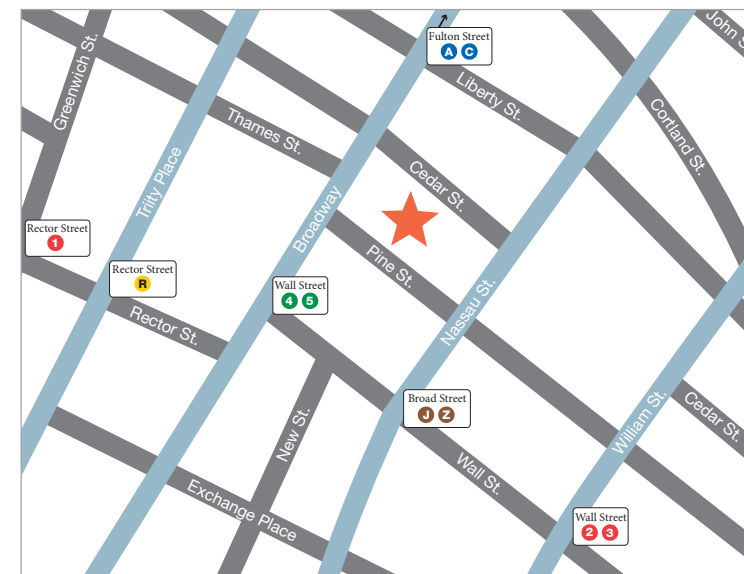 Fulton Street
A C
John S
Greenwich St.
Liberty St.
Thames St.
Cortland St.
Triity Place
Cedar St.
Broadway
Rector Street
1
Pine St.
Rector Street
R
Wall Street
4 5
Nassau St.
Rector St.
Broad Street
J Z
Cedar St.
New St.
William St.
Wall St.
Exchange Place
Wall Street
2 3